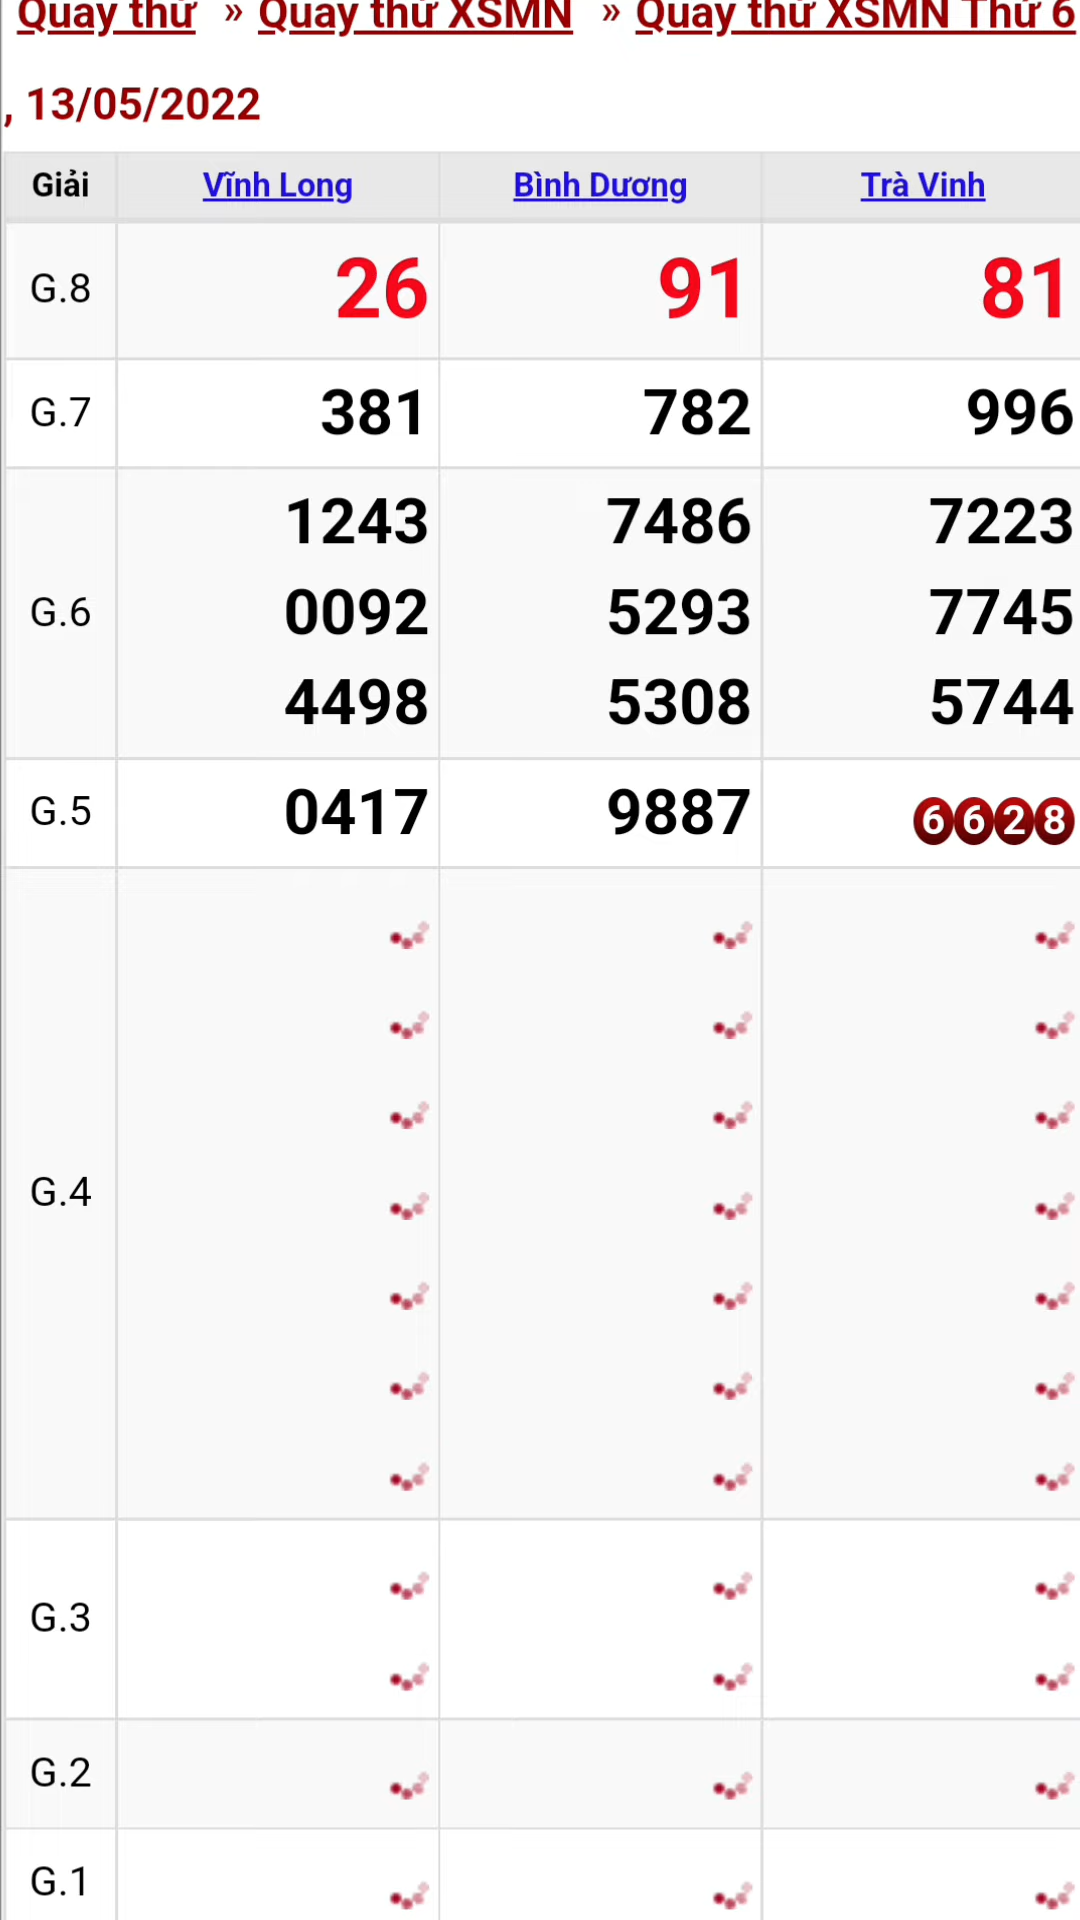 Quay thử » Quay thử XSMN » Quay thử XSMN Thứ 6
, 13/05/2022
Giải Vĩnh Long Bình Dương Trà Vinh
G.8 26 91 81
G.7 381 782 996
1243 7486 7223
G.6 0092 5293 7745
4498 5308 5744
G.5 0417 9887 6628
G.4
G.3
G.2
G.1